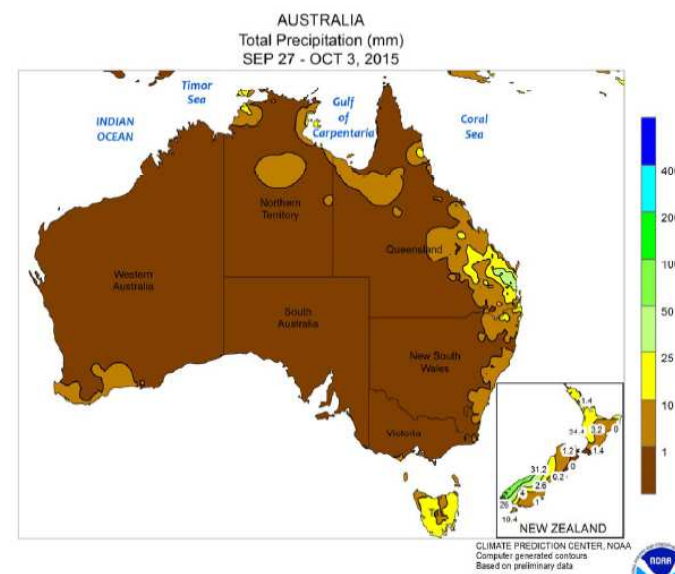 AUSTRALIA
Total Precipitation (mm)
SEP 27 - OCT 3, 2015
Timor
Sea
INDIAN
OCEAN
Gulf
of
Carpentaria
Coral
Sea
Northern
Territory
Queensland
Western
Australia
South
Australia
New South
Wales
Victoria
400
200
100
50
25
10
1
1.4
34.4
3.2
0
1.2
1.4
31.2
0
0.2
2.6
26
4
1
19.4
NEW ZEALAND
CLIMATE PREDICTION CENTER, NOAA
Computer generated contours
Based on preliminary data
NOAA